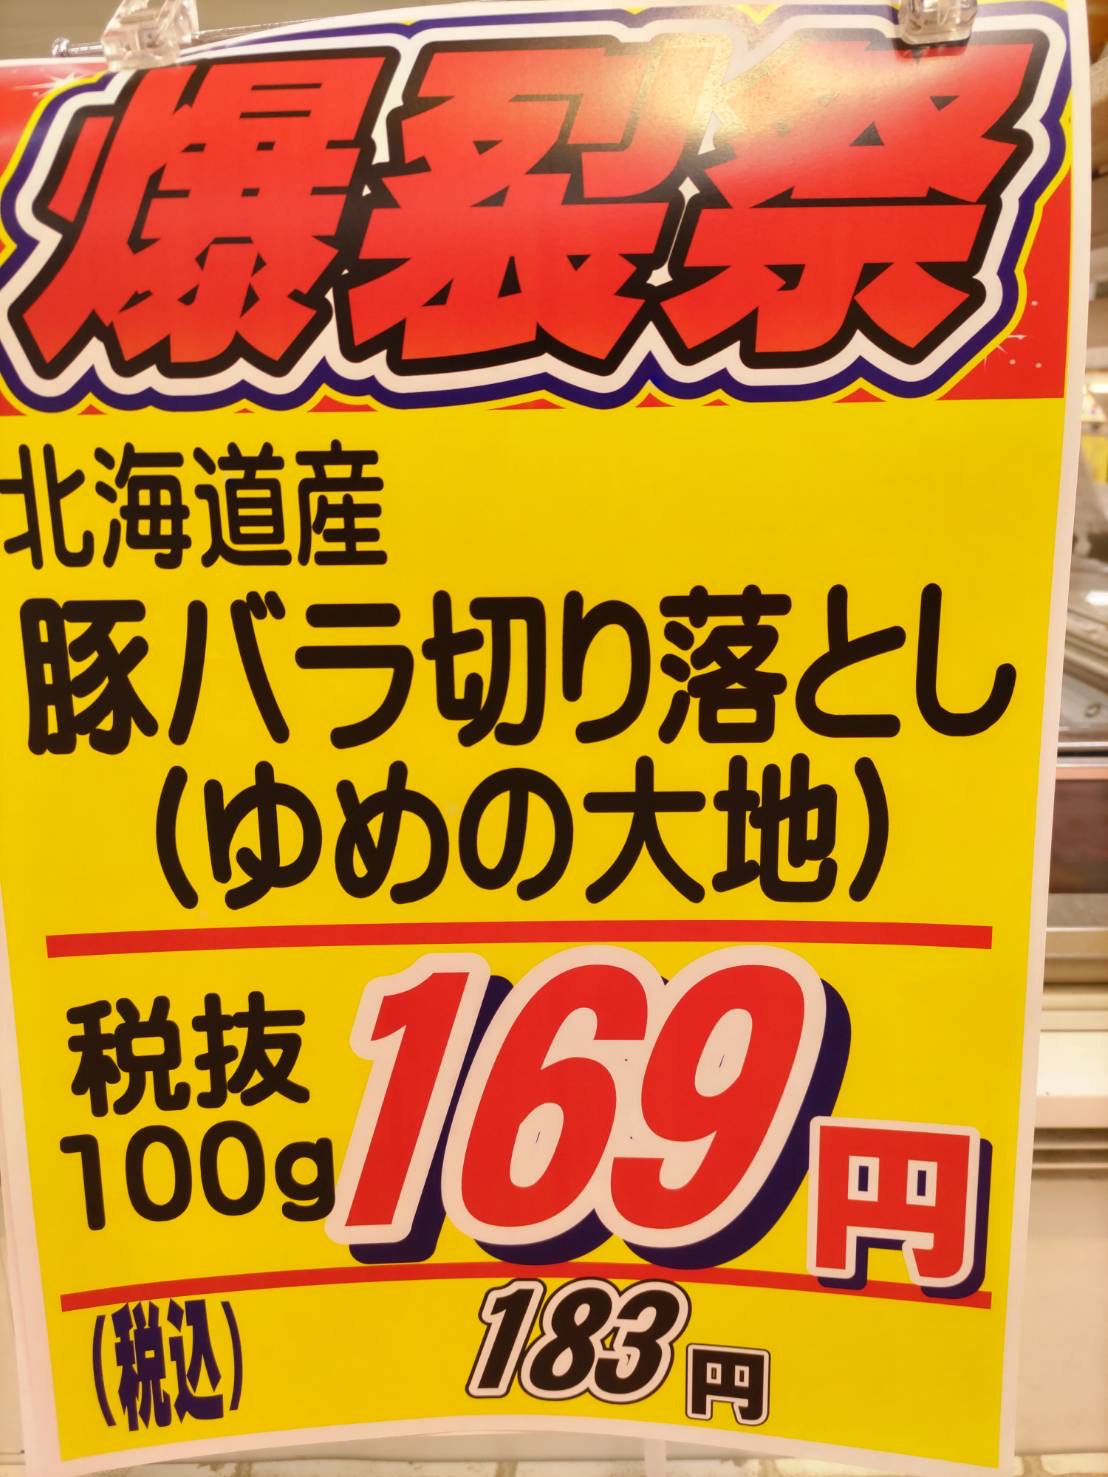 爆裂祭
北海道産
豚バラ切り落とし
(ゆめの大地)
税抜
100g
169円
(税込)
183円